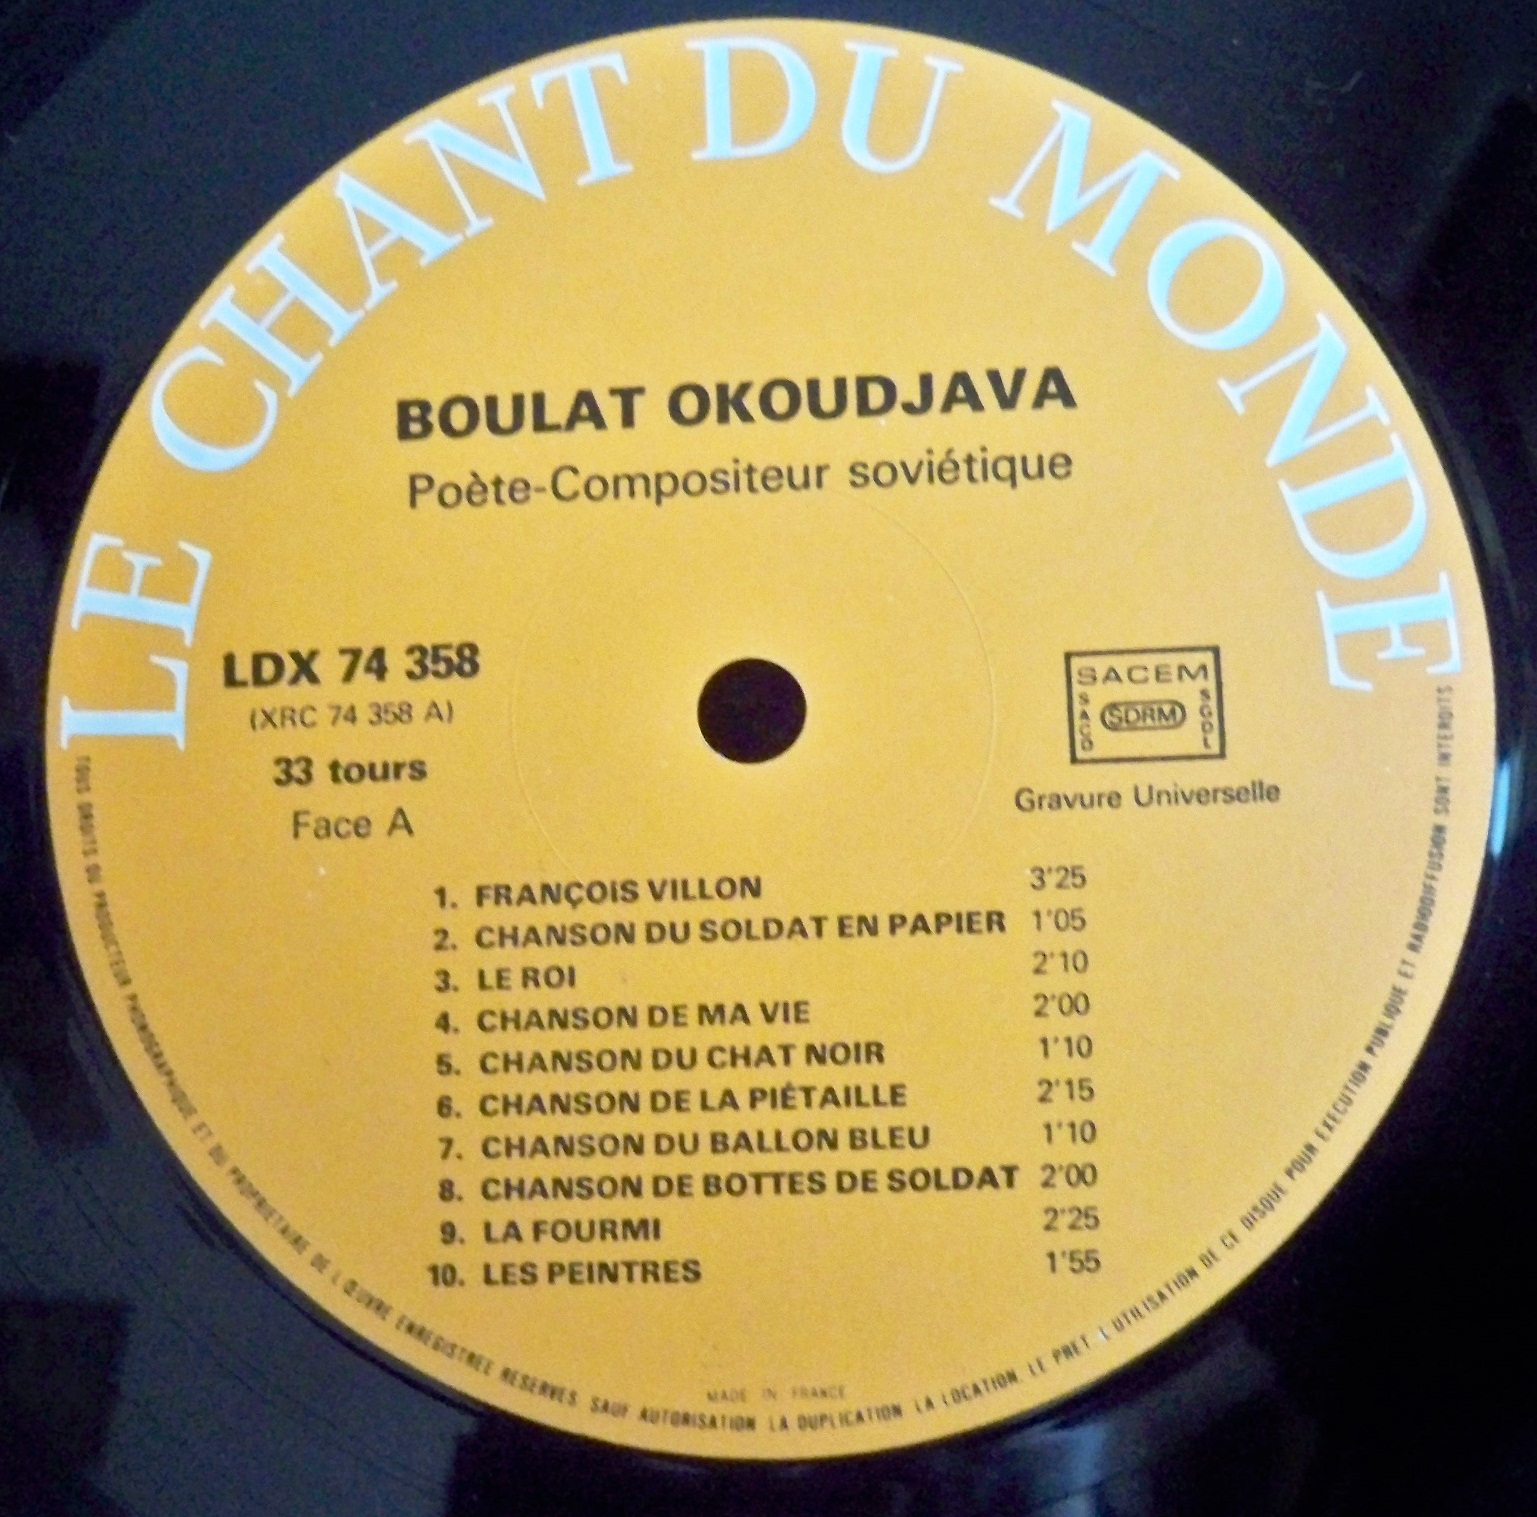 LE CHANT DU MONDE
BOULAT OKOUDJAVA
Poète-Compositeur soviétique
LDX 74 358
(XRC 74 358 A)
33 tours
Face A
SACEM
SACD
SDRM
SGDL
Gravure Universelle
1. FRANÇOIS VILLON 3'25
2. CHANSON DU SOLDAT EN PAPIER 1'05
3. LE ROI 2'10
4. CHANSON DE MA VIE 2'00
5. CHANSON DU CHAT NOIR 1'10
6. CHANSON DE LA PIÉTAILLE 2'15
7. CHANSON DU BALLON BLEU 1'10
8. CHANSON DE BOTTES DE SOLDAT 2'00
9. LA FOURMI 2'25
10. LES PEINTRES 1'55
MADE IN FRANCE
TOUS DROITS DU PRODUCTEUR PHONOGRAPHIQUE ET DU PROPRIETAIRE DE L'ŒUVRE ENREGISTREE RESERVES. SAUF AUTORISATION LA DUPLICATION, LA LOCATION, LE PRET, L'UTILISATION DE CE DISQUE POUR EXECUTION PUBLIQUE ET RADIODIFFUSION SONT INTERDITS